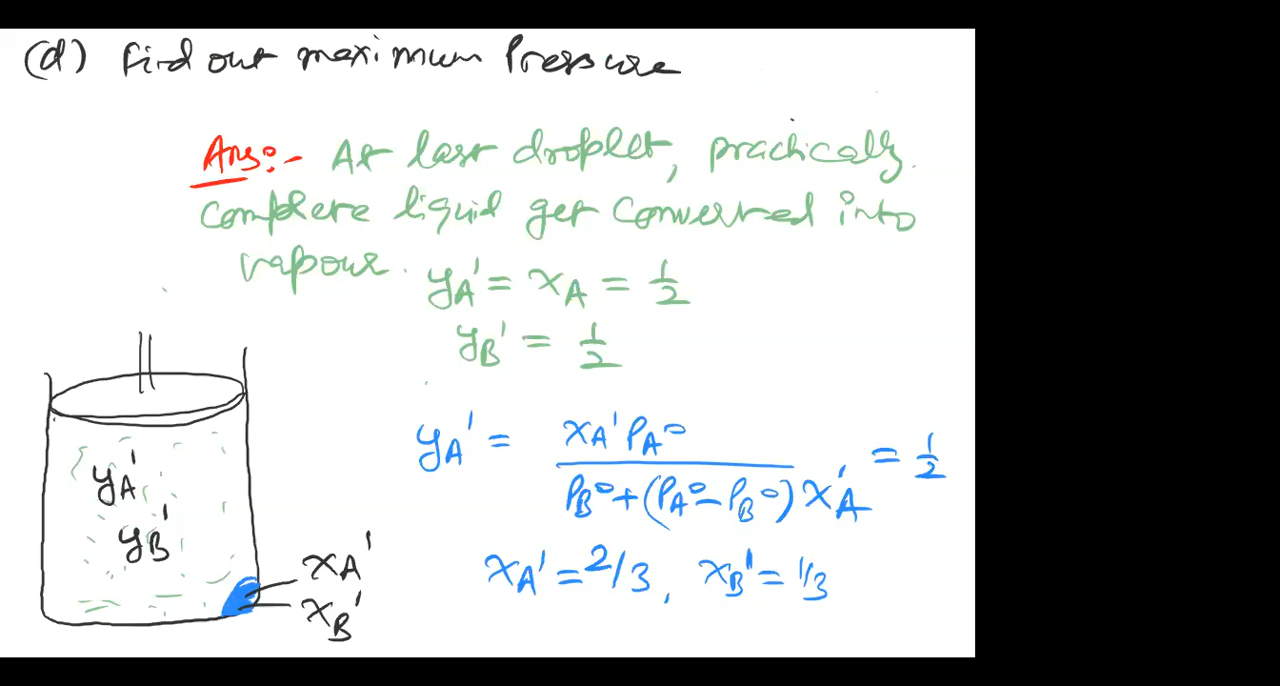 (d) Find out maximum Pressure
Ans:- At last droplet, practically
complete liquid get converted into
vapour. yA' = xA = 1/2
yB' = 1/2
yA' = xA' PA° / PB° + (PA° - PB°) xA' = 1/2
xA' = 2/3, xB' = 1/3
yA'
yB'
xA'
xB'